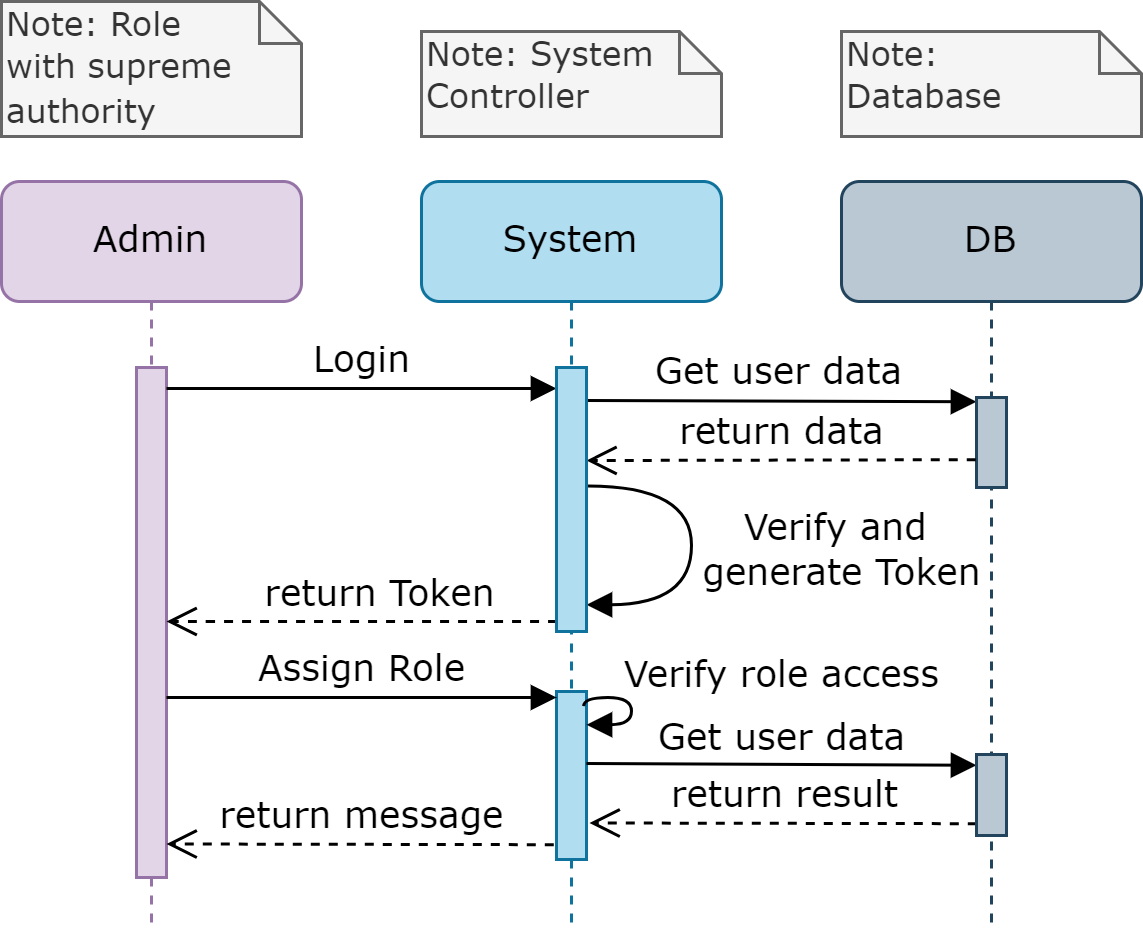 Note: Role
with supreme
authority
Note: System
Controller
Note:
Database
Admin
System
DB
Login
Get user data
return data
Verify and
generate Token
return Token
Assign Role
Verify role access
Get user data
return result
return message